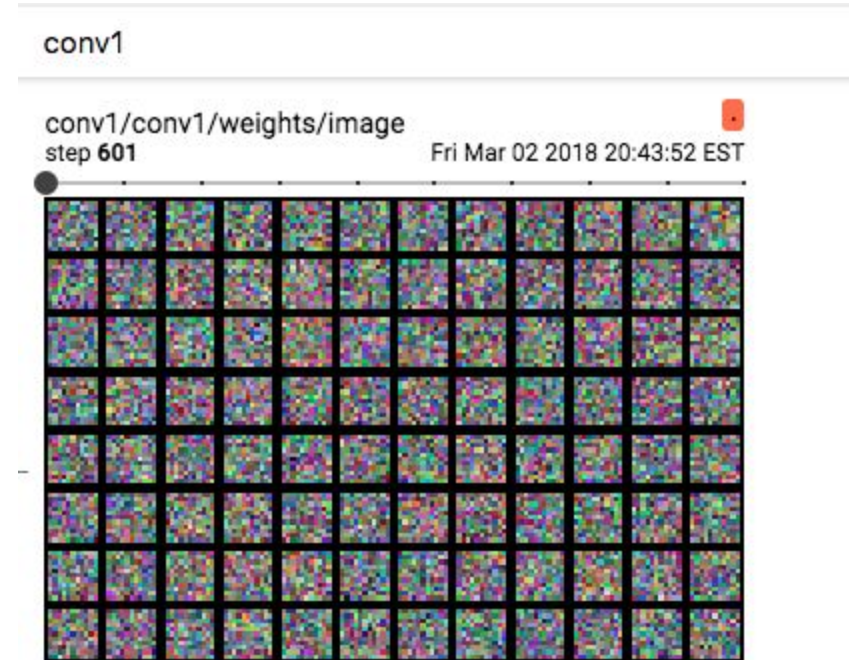 conv1
conv1/conv1/weights/image
.
step 601
Fri Mar 02 2018 20:43:52 EST